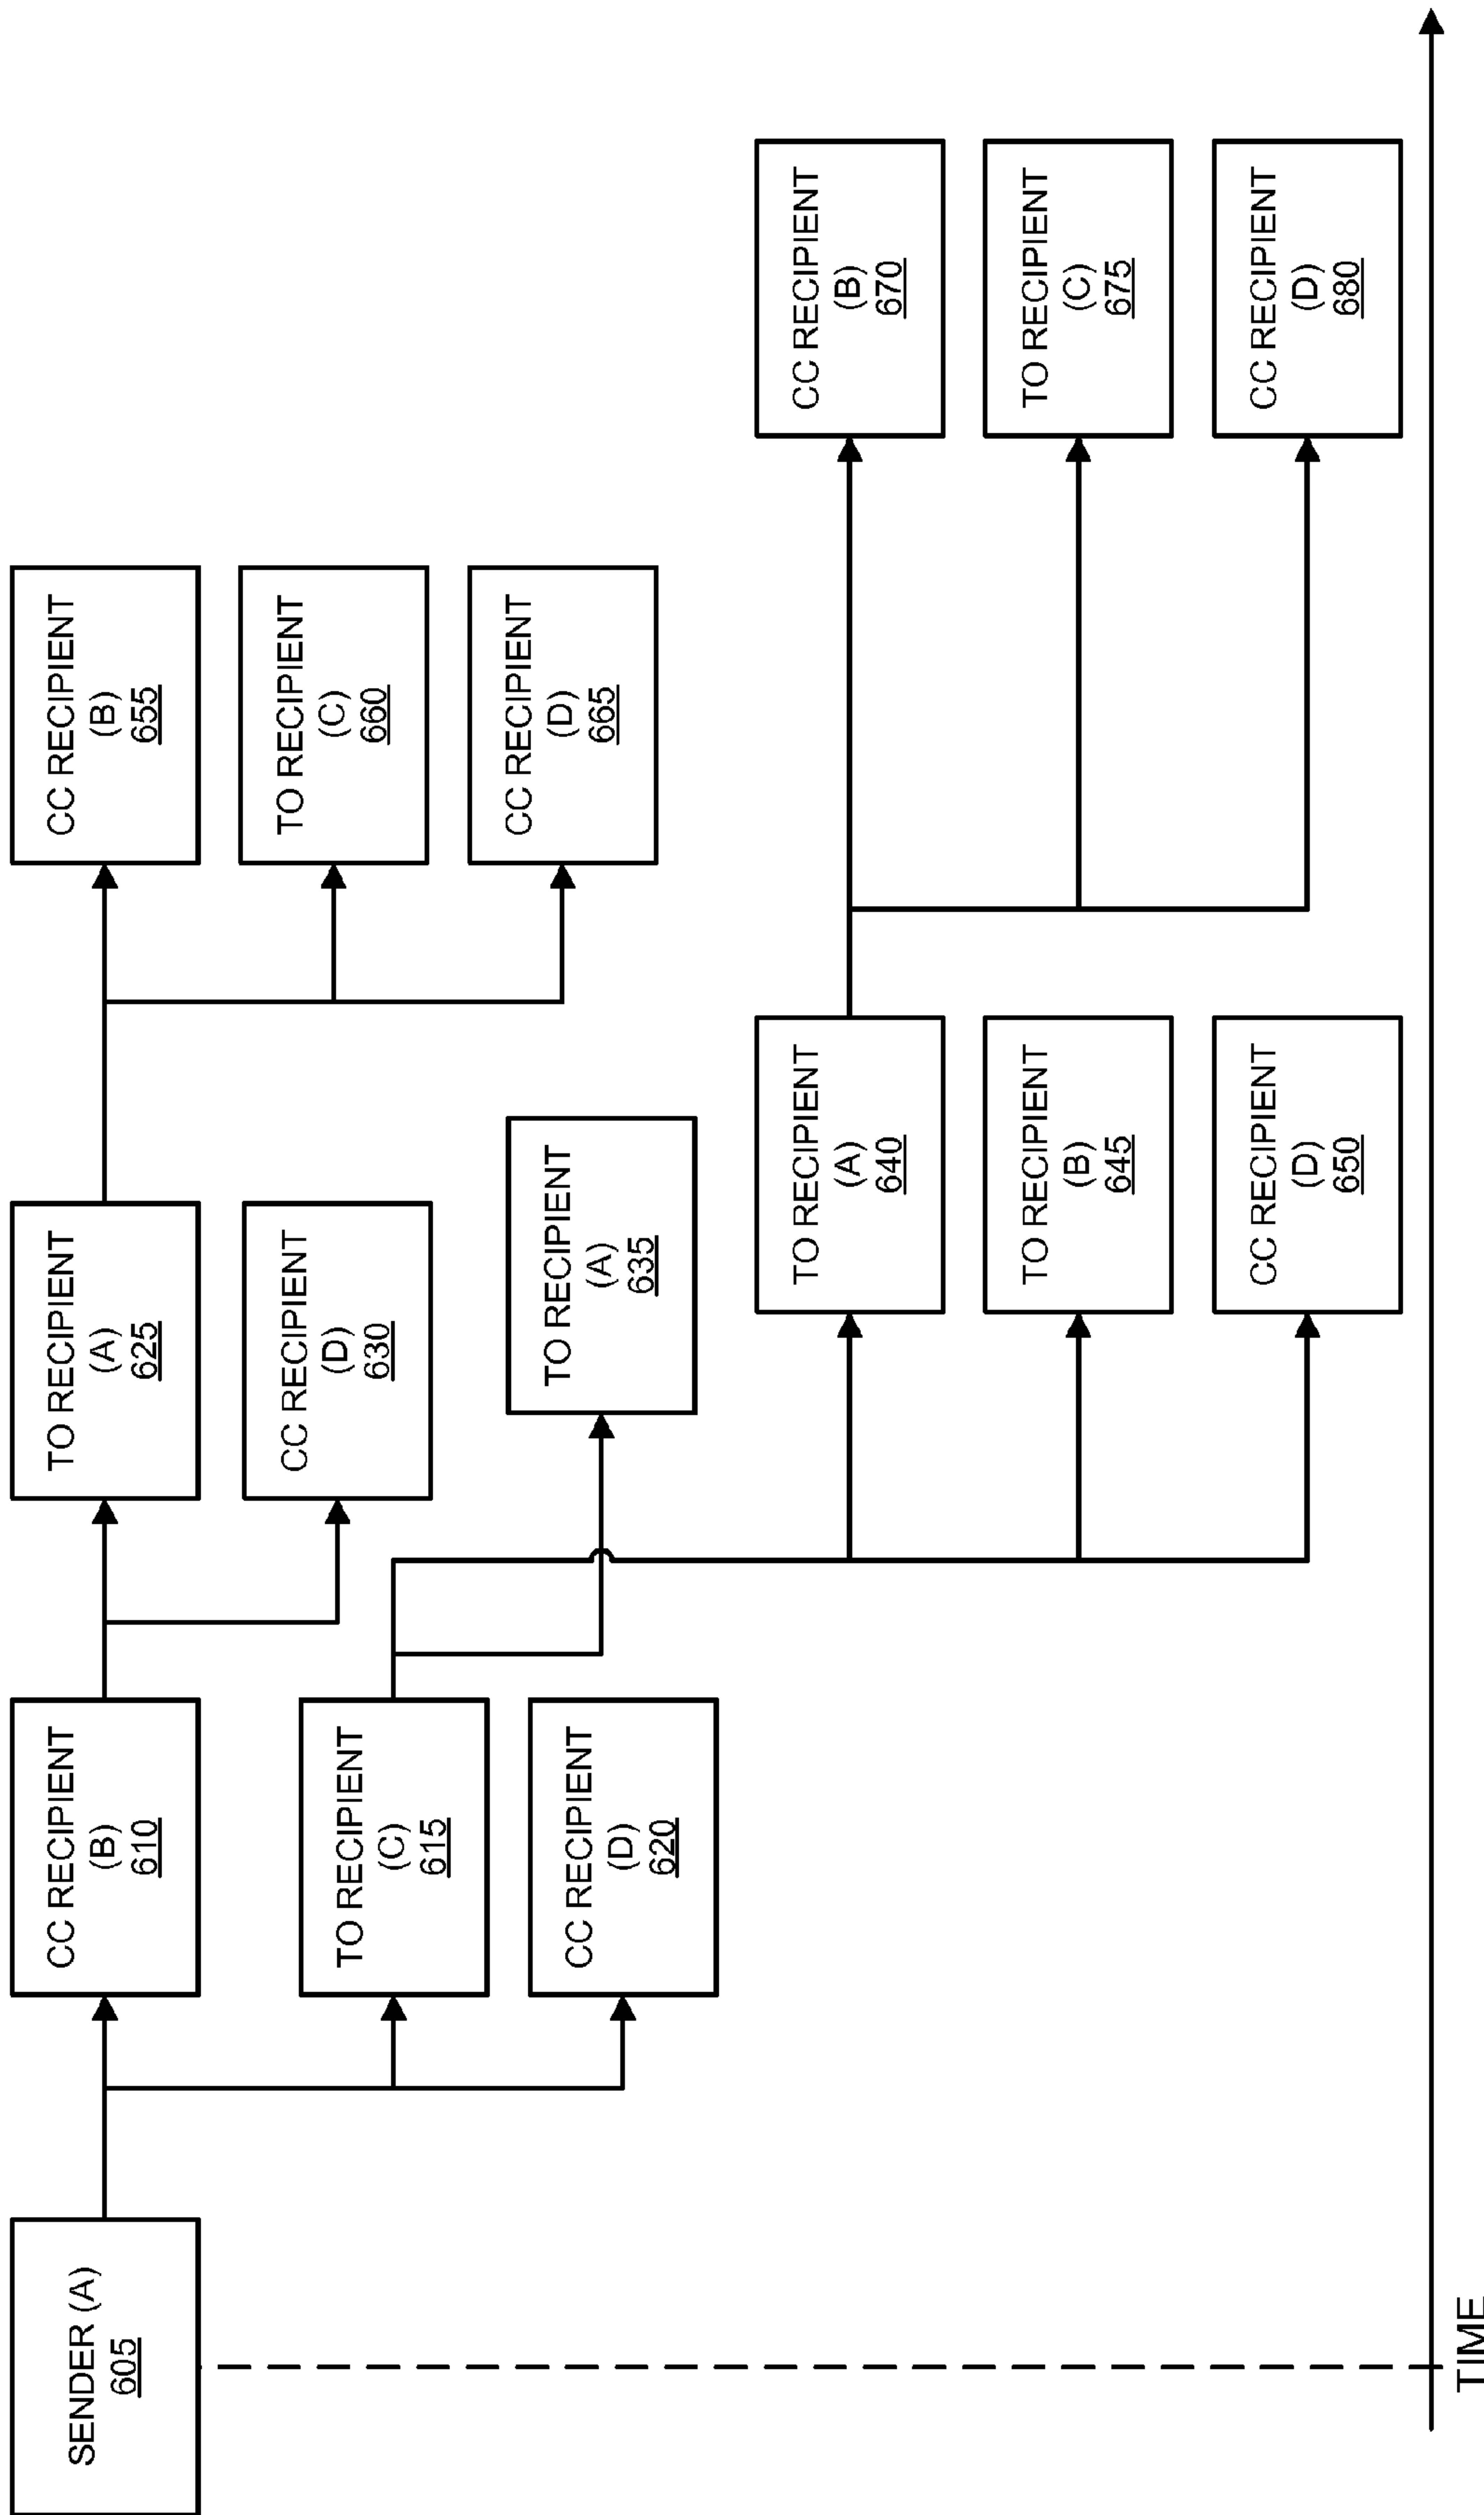 SENDER (A)
605
CC RECIPIENT
(B)
610
TO RECIPIENT
(C)
615
CC RECIPIENT
(D)
620
TO RECIPIENT
(A)
625
CC RECIPIENT
(D)
630
TO RECIPIENT
(A)
635
TO RECIPIENT
(A)
640
TO RECIPIENT
(B)
645
CC RECIPIENT
(D)
650
CC RECIPIENT
(B)
655
TO RECIPIENT
(C)
660
CC RECIPIENT
(D)
665
CC RECIPIENT
(B)
670
TO RECIPIENT
(C)
675
CC RECIPIENT
(D)
680
TIME